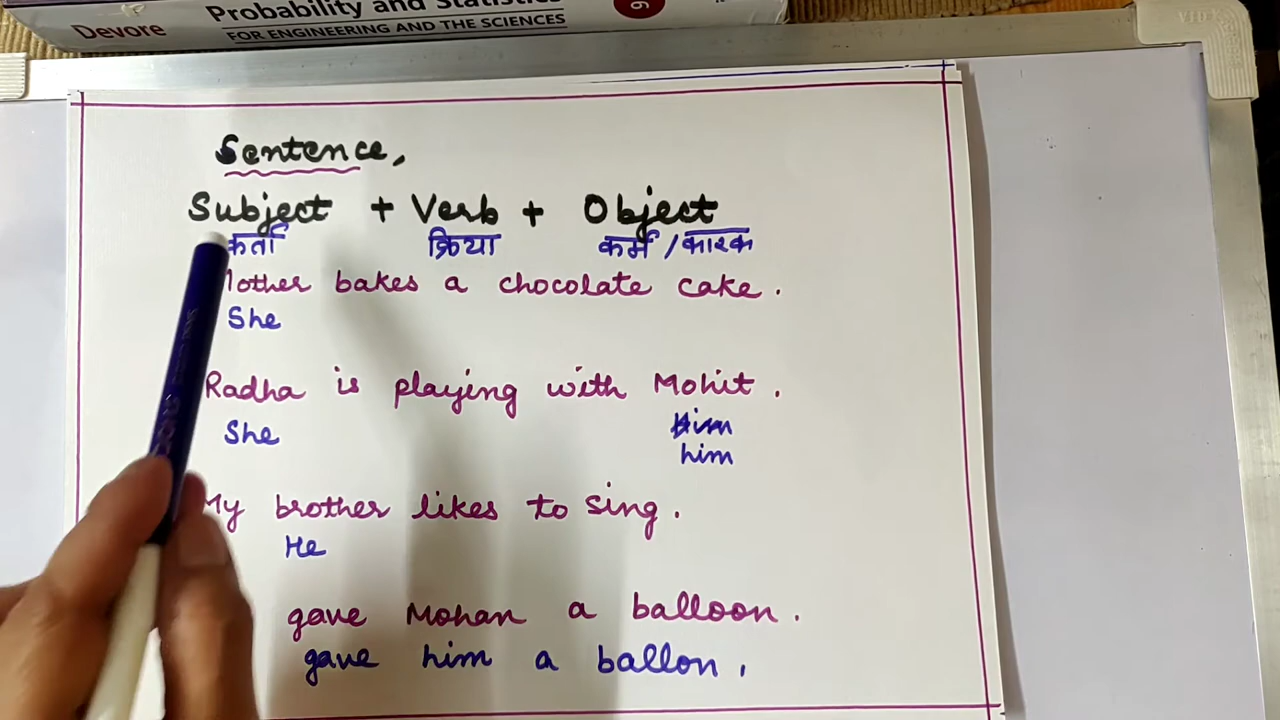 Devore
Probability and Statistics
FOR ENGINEERING AND THE SCIENCES
9
Sentence,
Subject + Verb + Object
कर्ता क्रिया कर्म / कारक
Mother bakes a chocolate cake.
She
Radha is playing with Mohit.
She him
him
My brother likes to sing.
He
gave Mohan a balloon.
gave him a ballon.